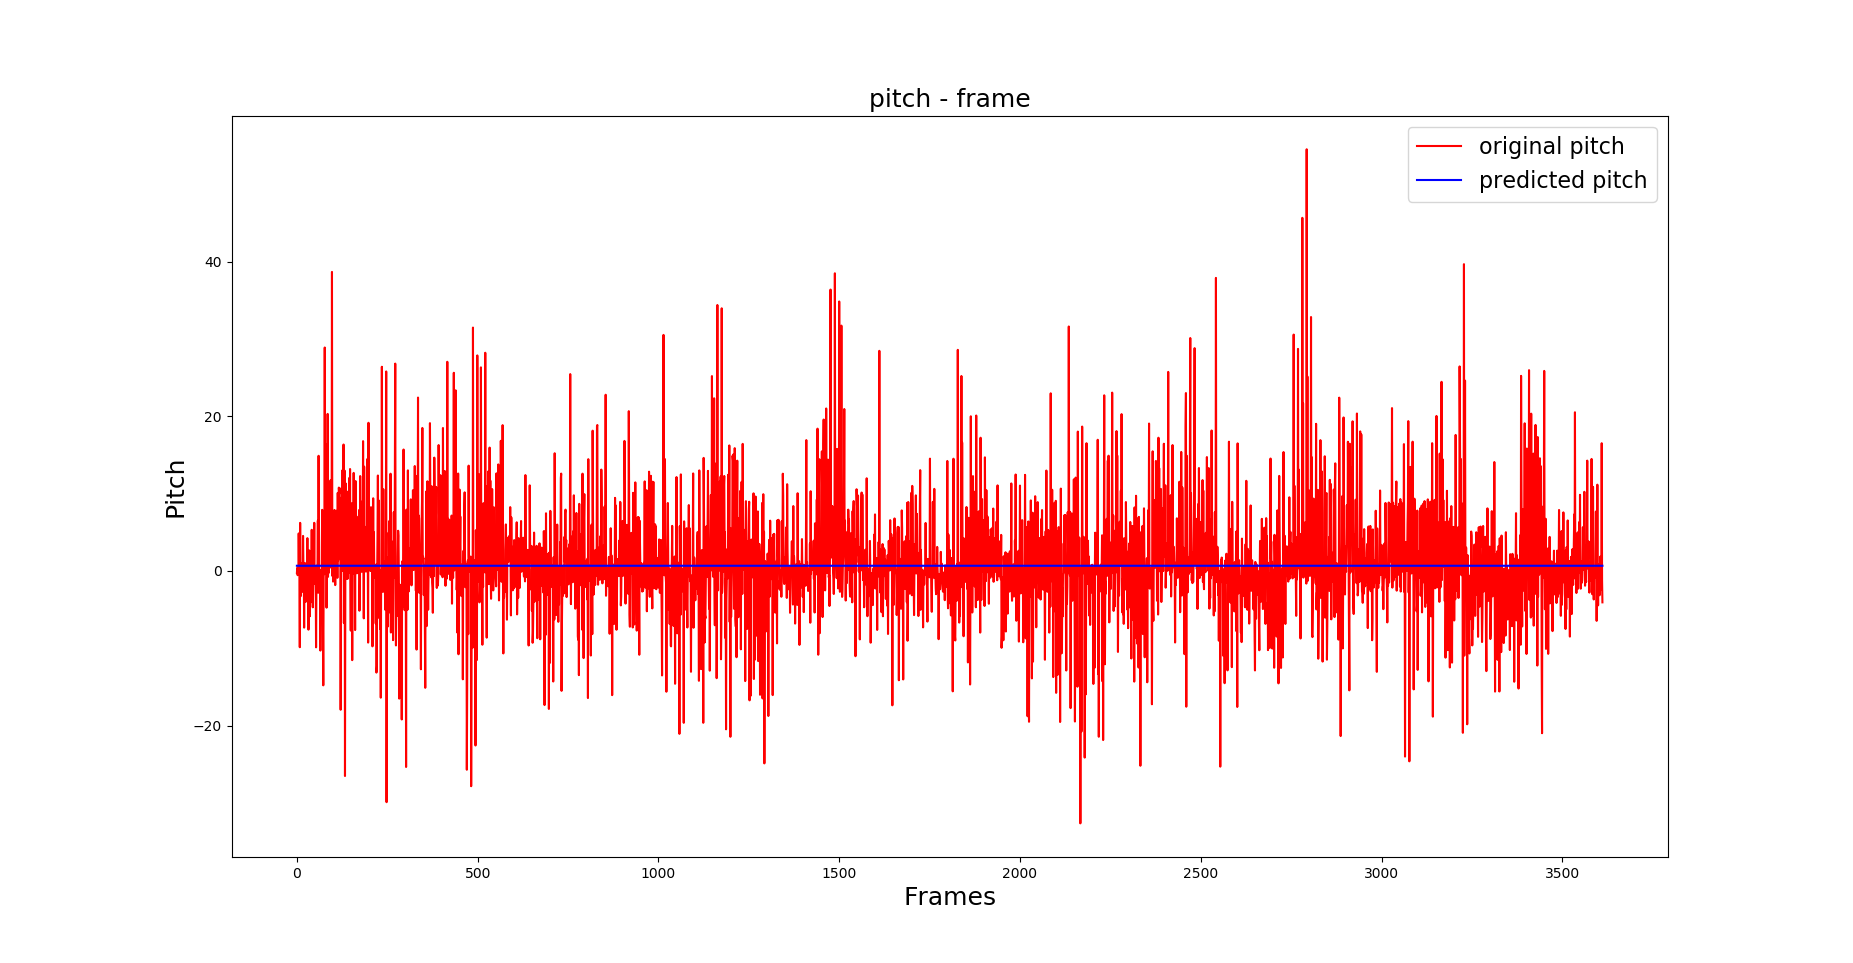 pitch - frame
original pitch
predicted pitch
40
20
0
−20
Pitch
0 500 1000 1500 2000 2500 3000 3500
Frames